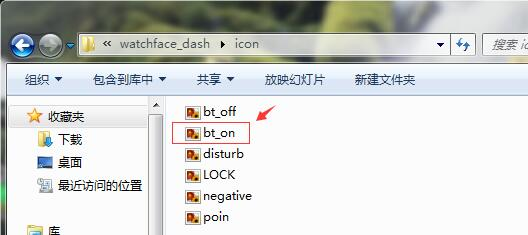 watchface_dash icon 搜索 ic
组织 包含到库中 共享 放映幻灯片 新建文件夹
收藏夹
下载
桌面
最近访问的位置
库
bt_off
bt_on
disturb
LOCK
negative
poin